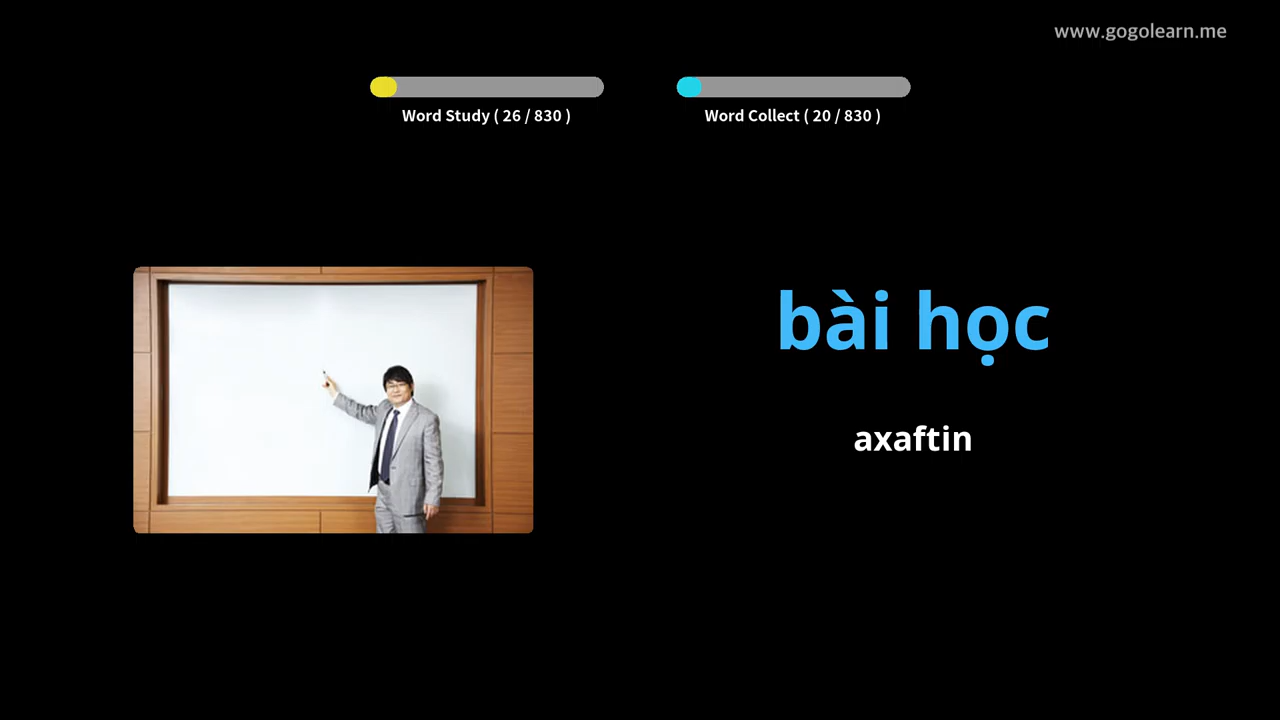 www.gogolearn.me
Word Study ( 26 / 830 )
Word Collect ( 20 / 830 )
bài học
axaftin